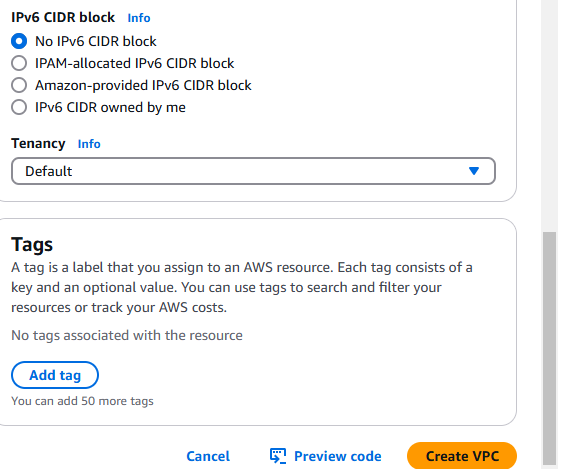 IPv6 CIDR block Info
No IPv6 CIDR block
IPAM-allocated IPv6 CIDR block
Amazon-provided IPv6 CIDR block
IPv6 CIDR owned by me
Tenancy Info
Default
Tags
A tag is a label that you assign to an AWS resource. Each tag consists of a
key and an optional value. You can use tags to search and filter your
resources or track your AWS costs.
No tags associated with the resource
Add tag
You can add 50 more tags
Cancel Preview code Create VPC